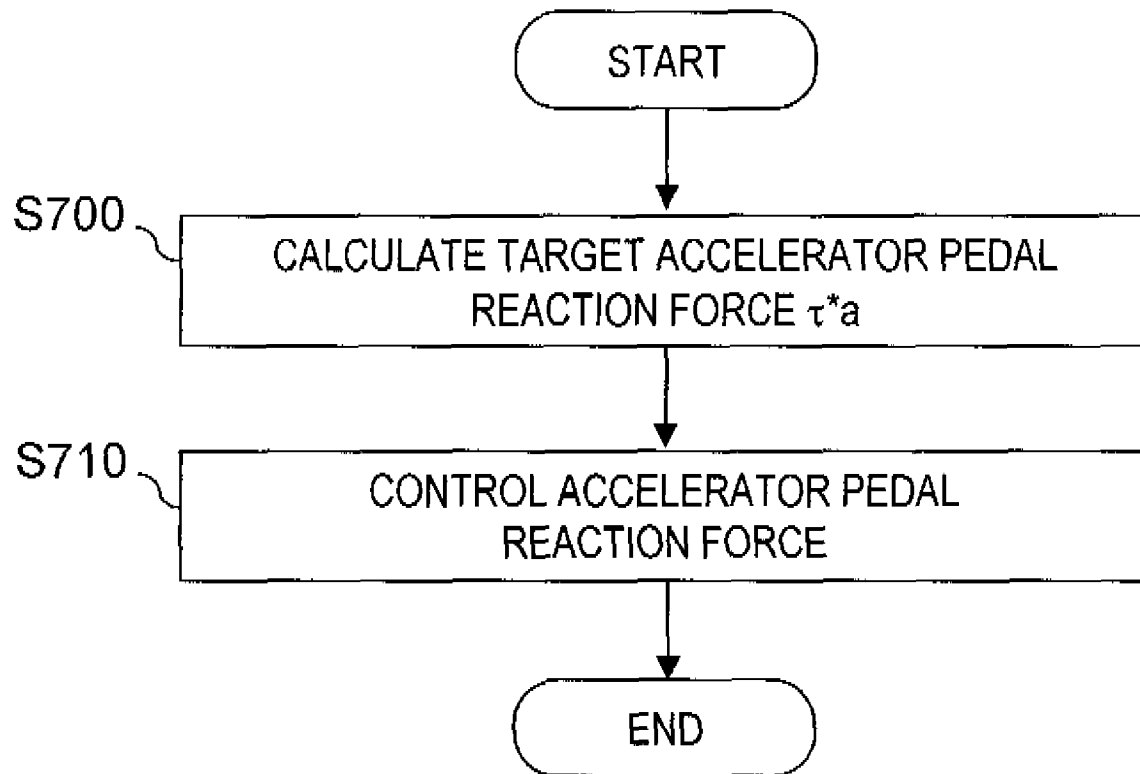 START
S700
CALCULATE TARGET ACCELERATOR PEDAL
REACTION FORCE τ*a
S710
CONTROL ACCELERATOR PEDAL
REACTION FORCE
END